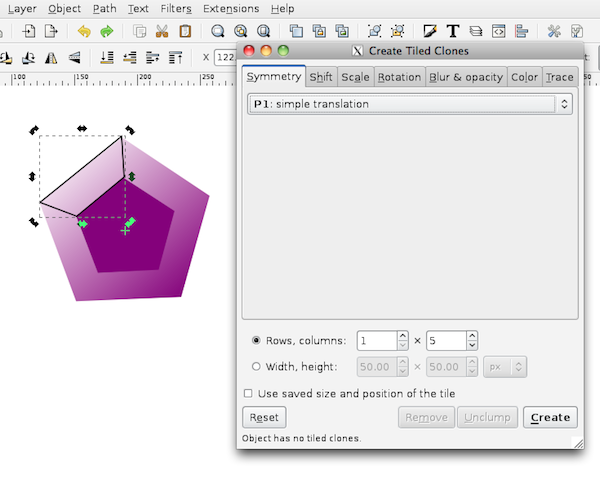 Layer Object Path Text Filters Extensions Help
X 122
100 150 200 250
Create Tiled Clones
Symmetry Shift Scale Rotation Blur & opacity Color Trace
P1: simple translation
Rows, columns: 1 × 5
Width, height: 50.00 × 50.00 px
Use saved size and position of the tile
Reset Remove Unclump Create
Object has no tiled clones.